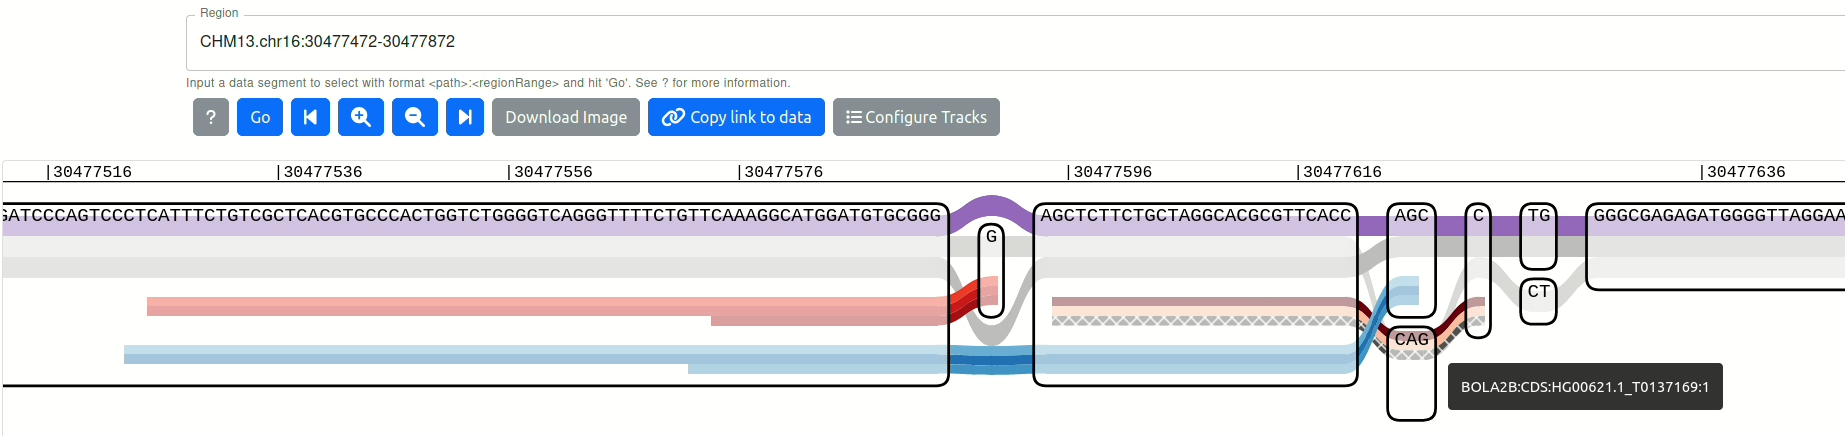 Region
CHM13.chr16:30477472-30477872
Input a data segment to select with format <path>:<regionRange> and hit 'Go'. See ? for more information.
? Go Download Image Copy link to data Configure Tracks
|30477516 |30477536 |30477556 |30477576 |30477596 |30477616 |30477636
GATCCCAGTCCCTCATTTCTGTCGCTCACGTGCCCACTGGTCTGGGGTCAGGGTTTTCTGTTCAAAGGCATGGATGTGCGGG AGCTCTTCTGCTAGGCACGCGTTCACC AGC C TG GGGCGAGAGATGGGGTTAGGAA
G
CT
CAG
BOLA2B:CDS:HG00621.1_T0137169:1